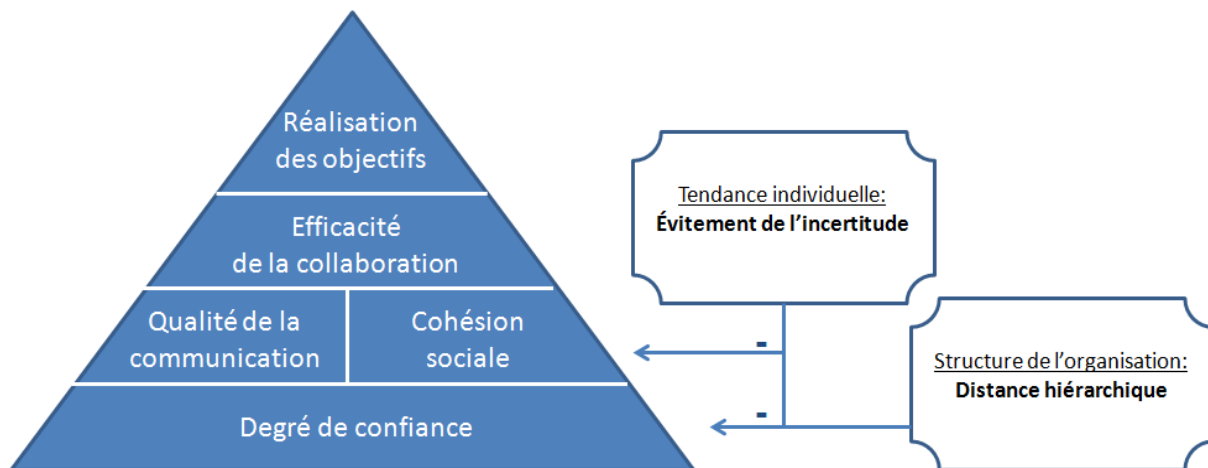 Réalisation
des objectifs
Efficacité
de la collaboration
Qualité de la
communication
Cohésion
sociale
Degré de confiance
Tendance individuelle:
Évitement de l'incertitude
-
-
Structure de l'organisation:
Distance hiérarchique